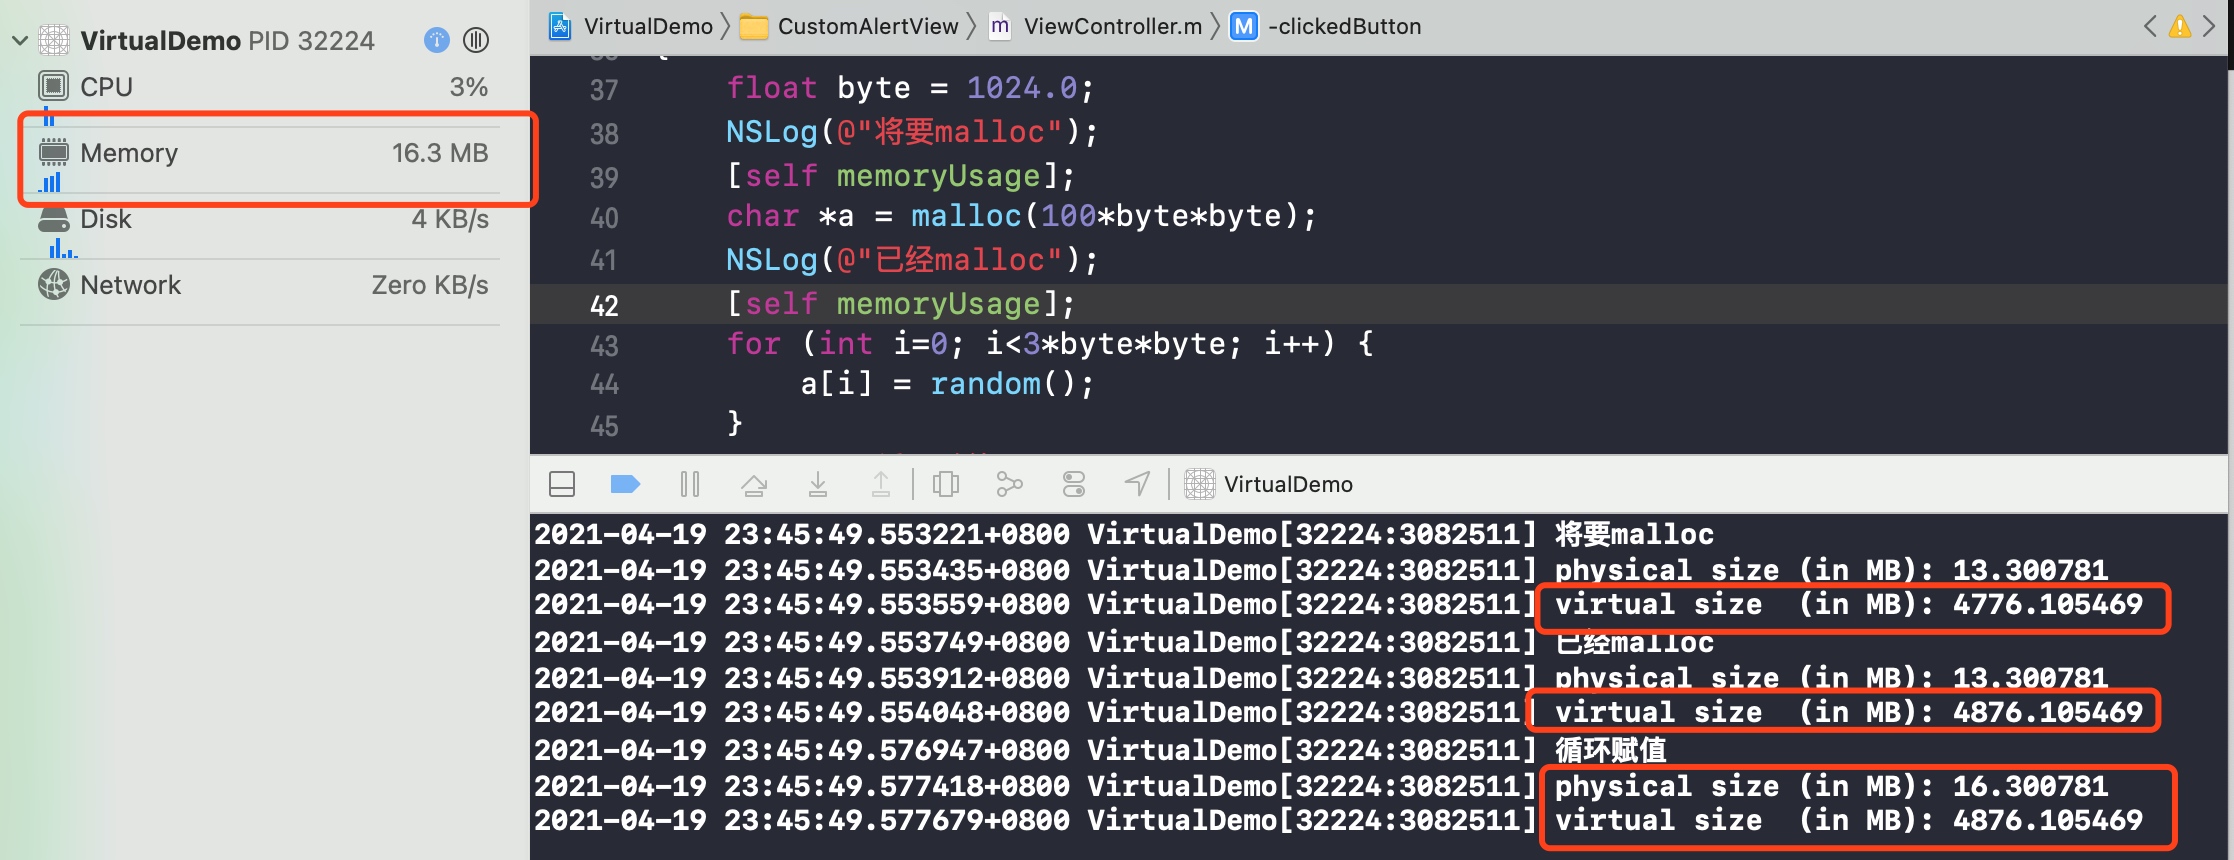 VirtualDemo PID 32224
CPU 3%
Memory 16.3 MB
Disk 4 KB/s
Network Zero KB/s
VirtualDemo CustomAlertView m ViewController.m M -clickedButton
37 float byte = 1024.0;
38 NSLog(@"将要malloc");
39 [self memoryUsage];
40 char *a = malloc(100*byte*byte);
41 NSLog(@"已经malloc");
42 [self memoryUsage];
43 for (int i=0; i<3*byte*byte; i++) {
44 a[i] = random();
45 }
VirtualDemo
2021-04-19 23:45:49.553221+0800 VirtualDemo[32224:3082511] 将要malloc
2021-04-19 23:45:49.553435+0800 VirtualDemo[32224:3082511] physical size (in MB): 13.300781
2021-04-19 23:45:49.553559+0800 VirtualDemo[32224:3082511] virtual size  (in MB): 4776.105469
2021-04-19 23:45:49.553749+0800 VirtualDemo[32224:3082511] 已经malloc
2021-04-19 23:45:49.553912+0800 VirtualDemo[32224:3082511] physical size (in MB): 13.300781
2021-04-19 23:45:49.554048+0800 VirtualDemo[32224:3082511] virtual size  (in MB): 4876.105469
2021-04-19 23:45:49.576947+0800 VirtualDemo[32224:3082511] 循环赋值
2021-04-19 23:45:49.577418+0800 VirtualDemo[32224:3082511] physical size (in MB): 16.300781
2021-04-19 23:45:49.577679+0800 VirtualDemo[32224:3082511] virtual size  (in MB): 4876.105469